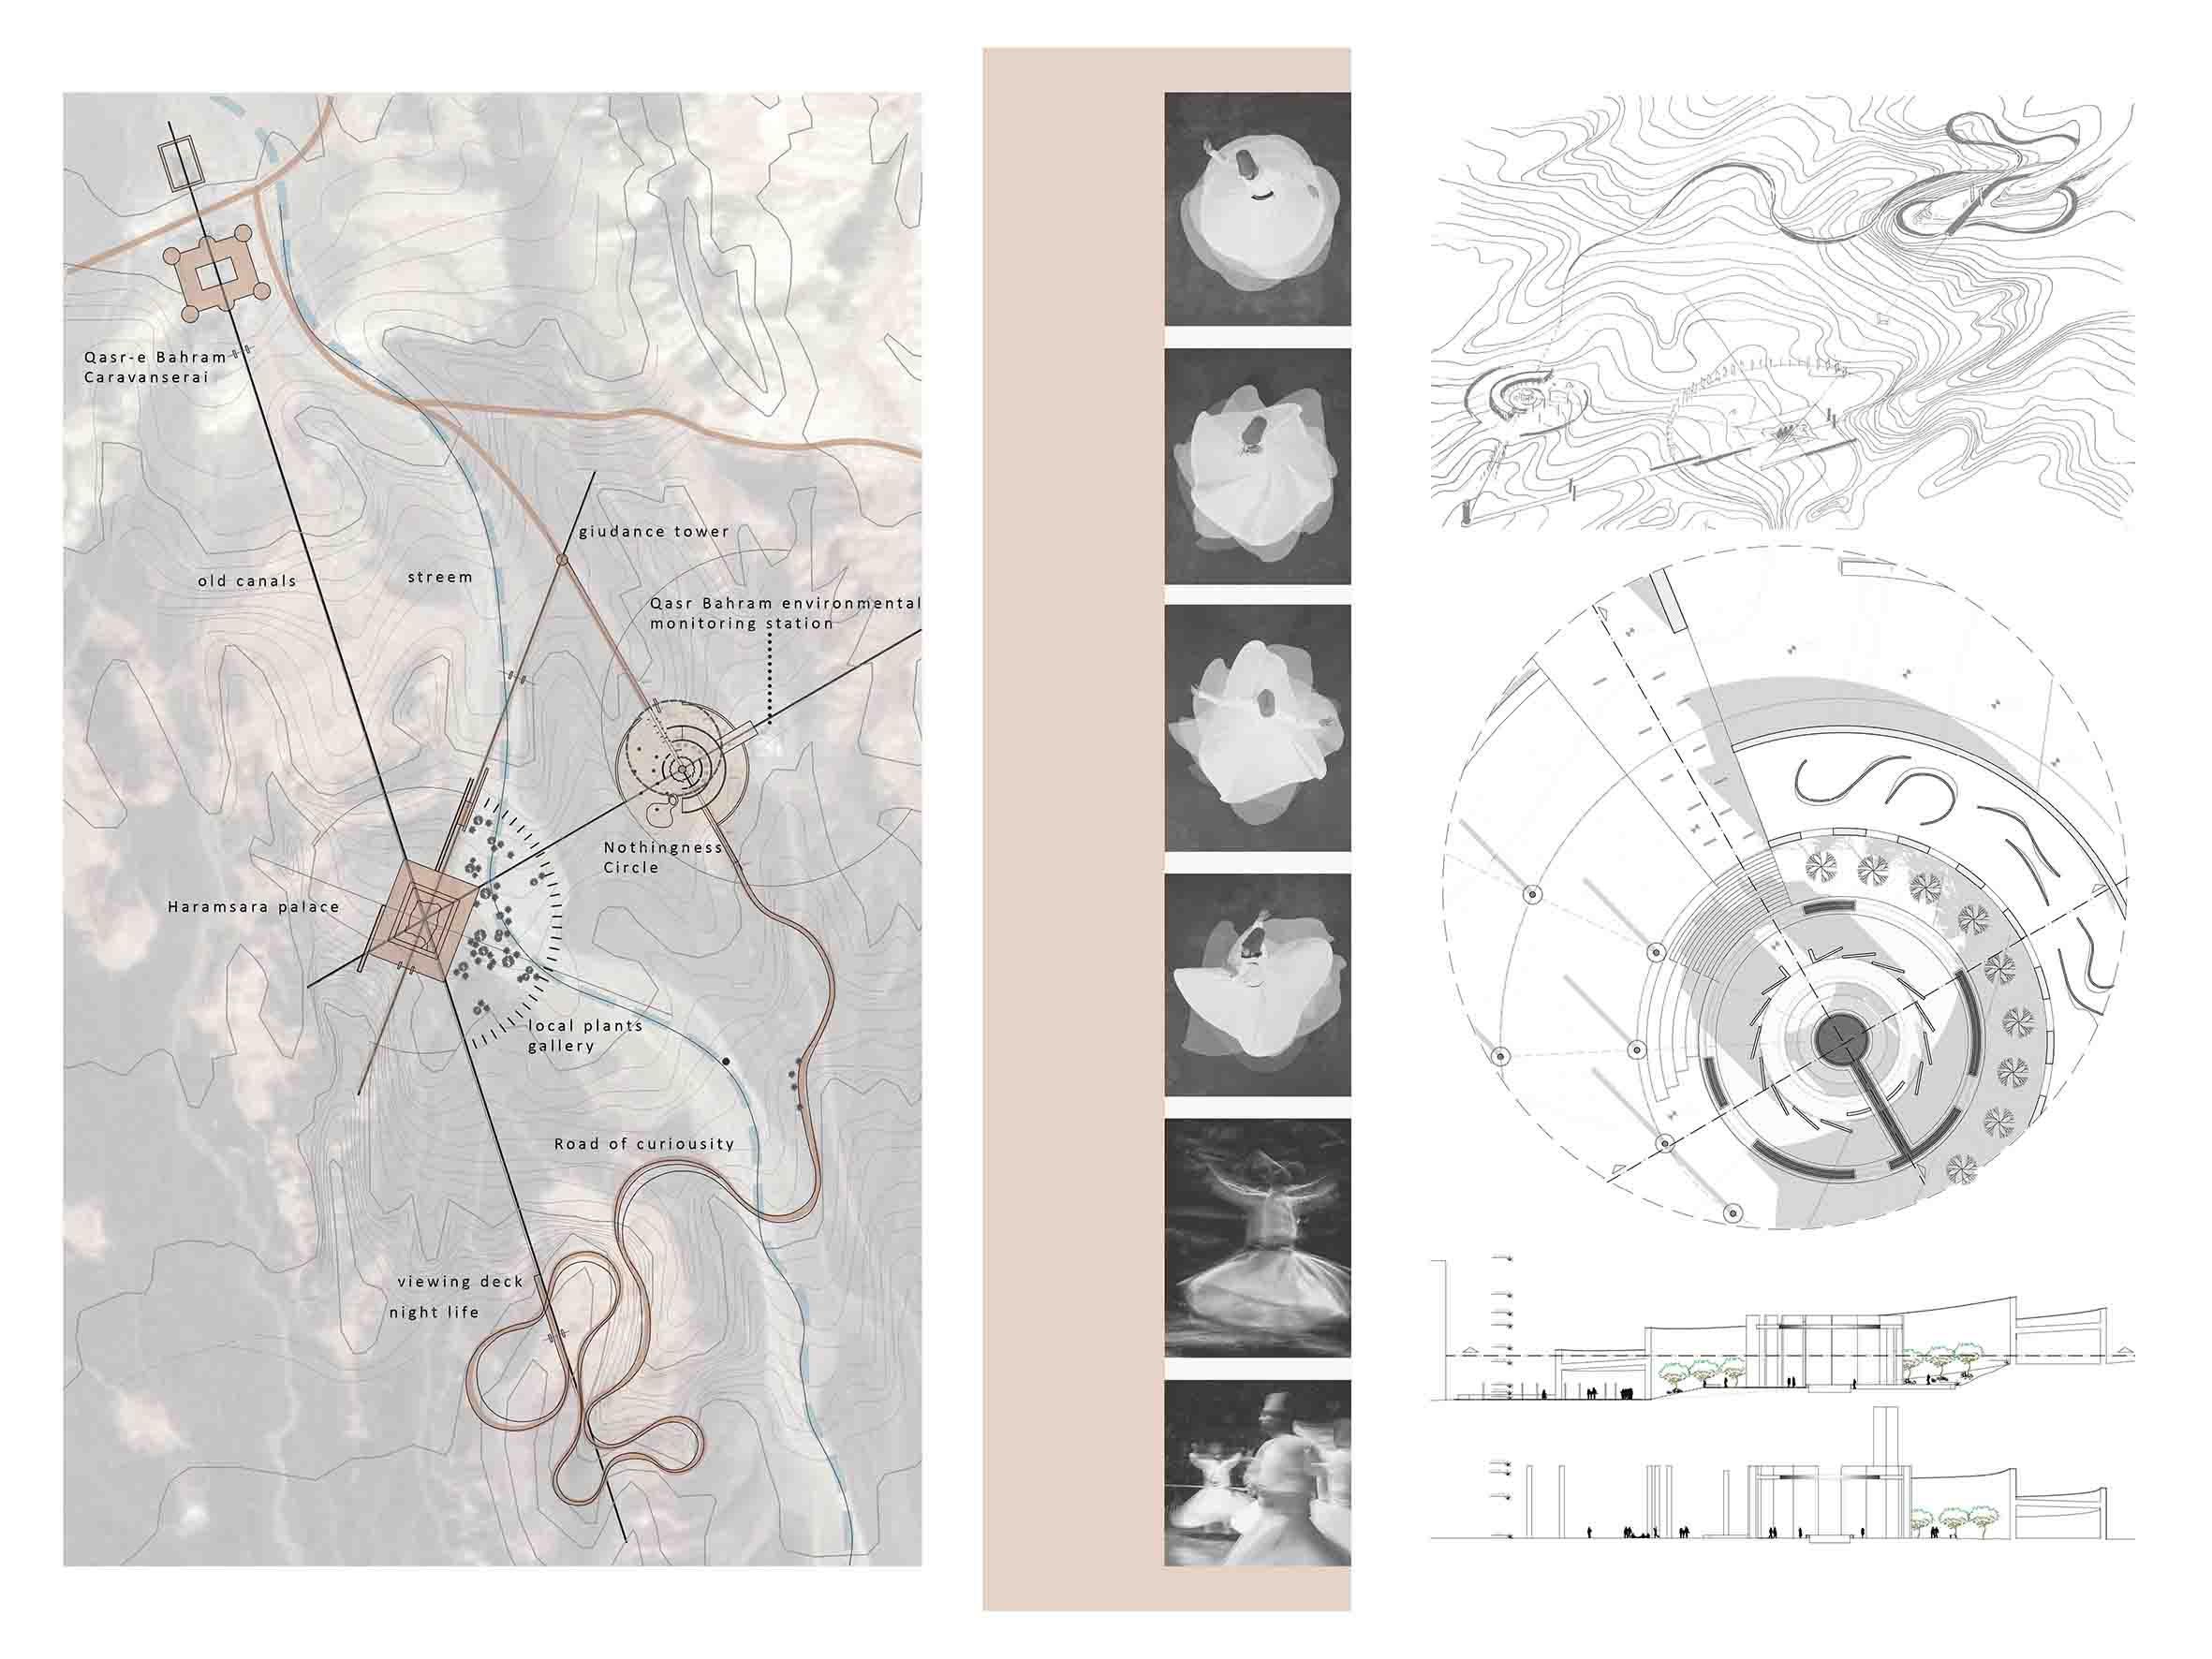 Qasr-e Bahram
Caravanserai
giudance tower
old canals
streem
Qasr Bahram environmental
monitoring station
Nothingness
Circle
Haramsara palace
local plants
gallery
Road of curiousity
viewing deck
night life